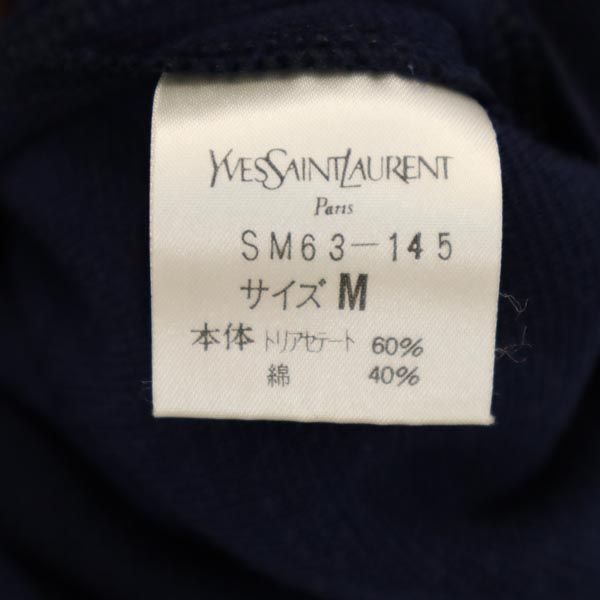 YVESSAINTLAURENT
Paris
SM63-145
サイズ M
本体 トリアセテート 60%
綿 40%